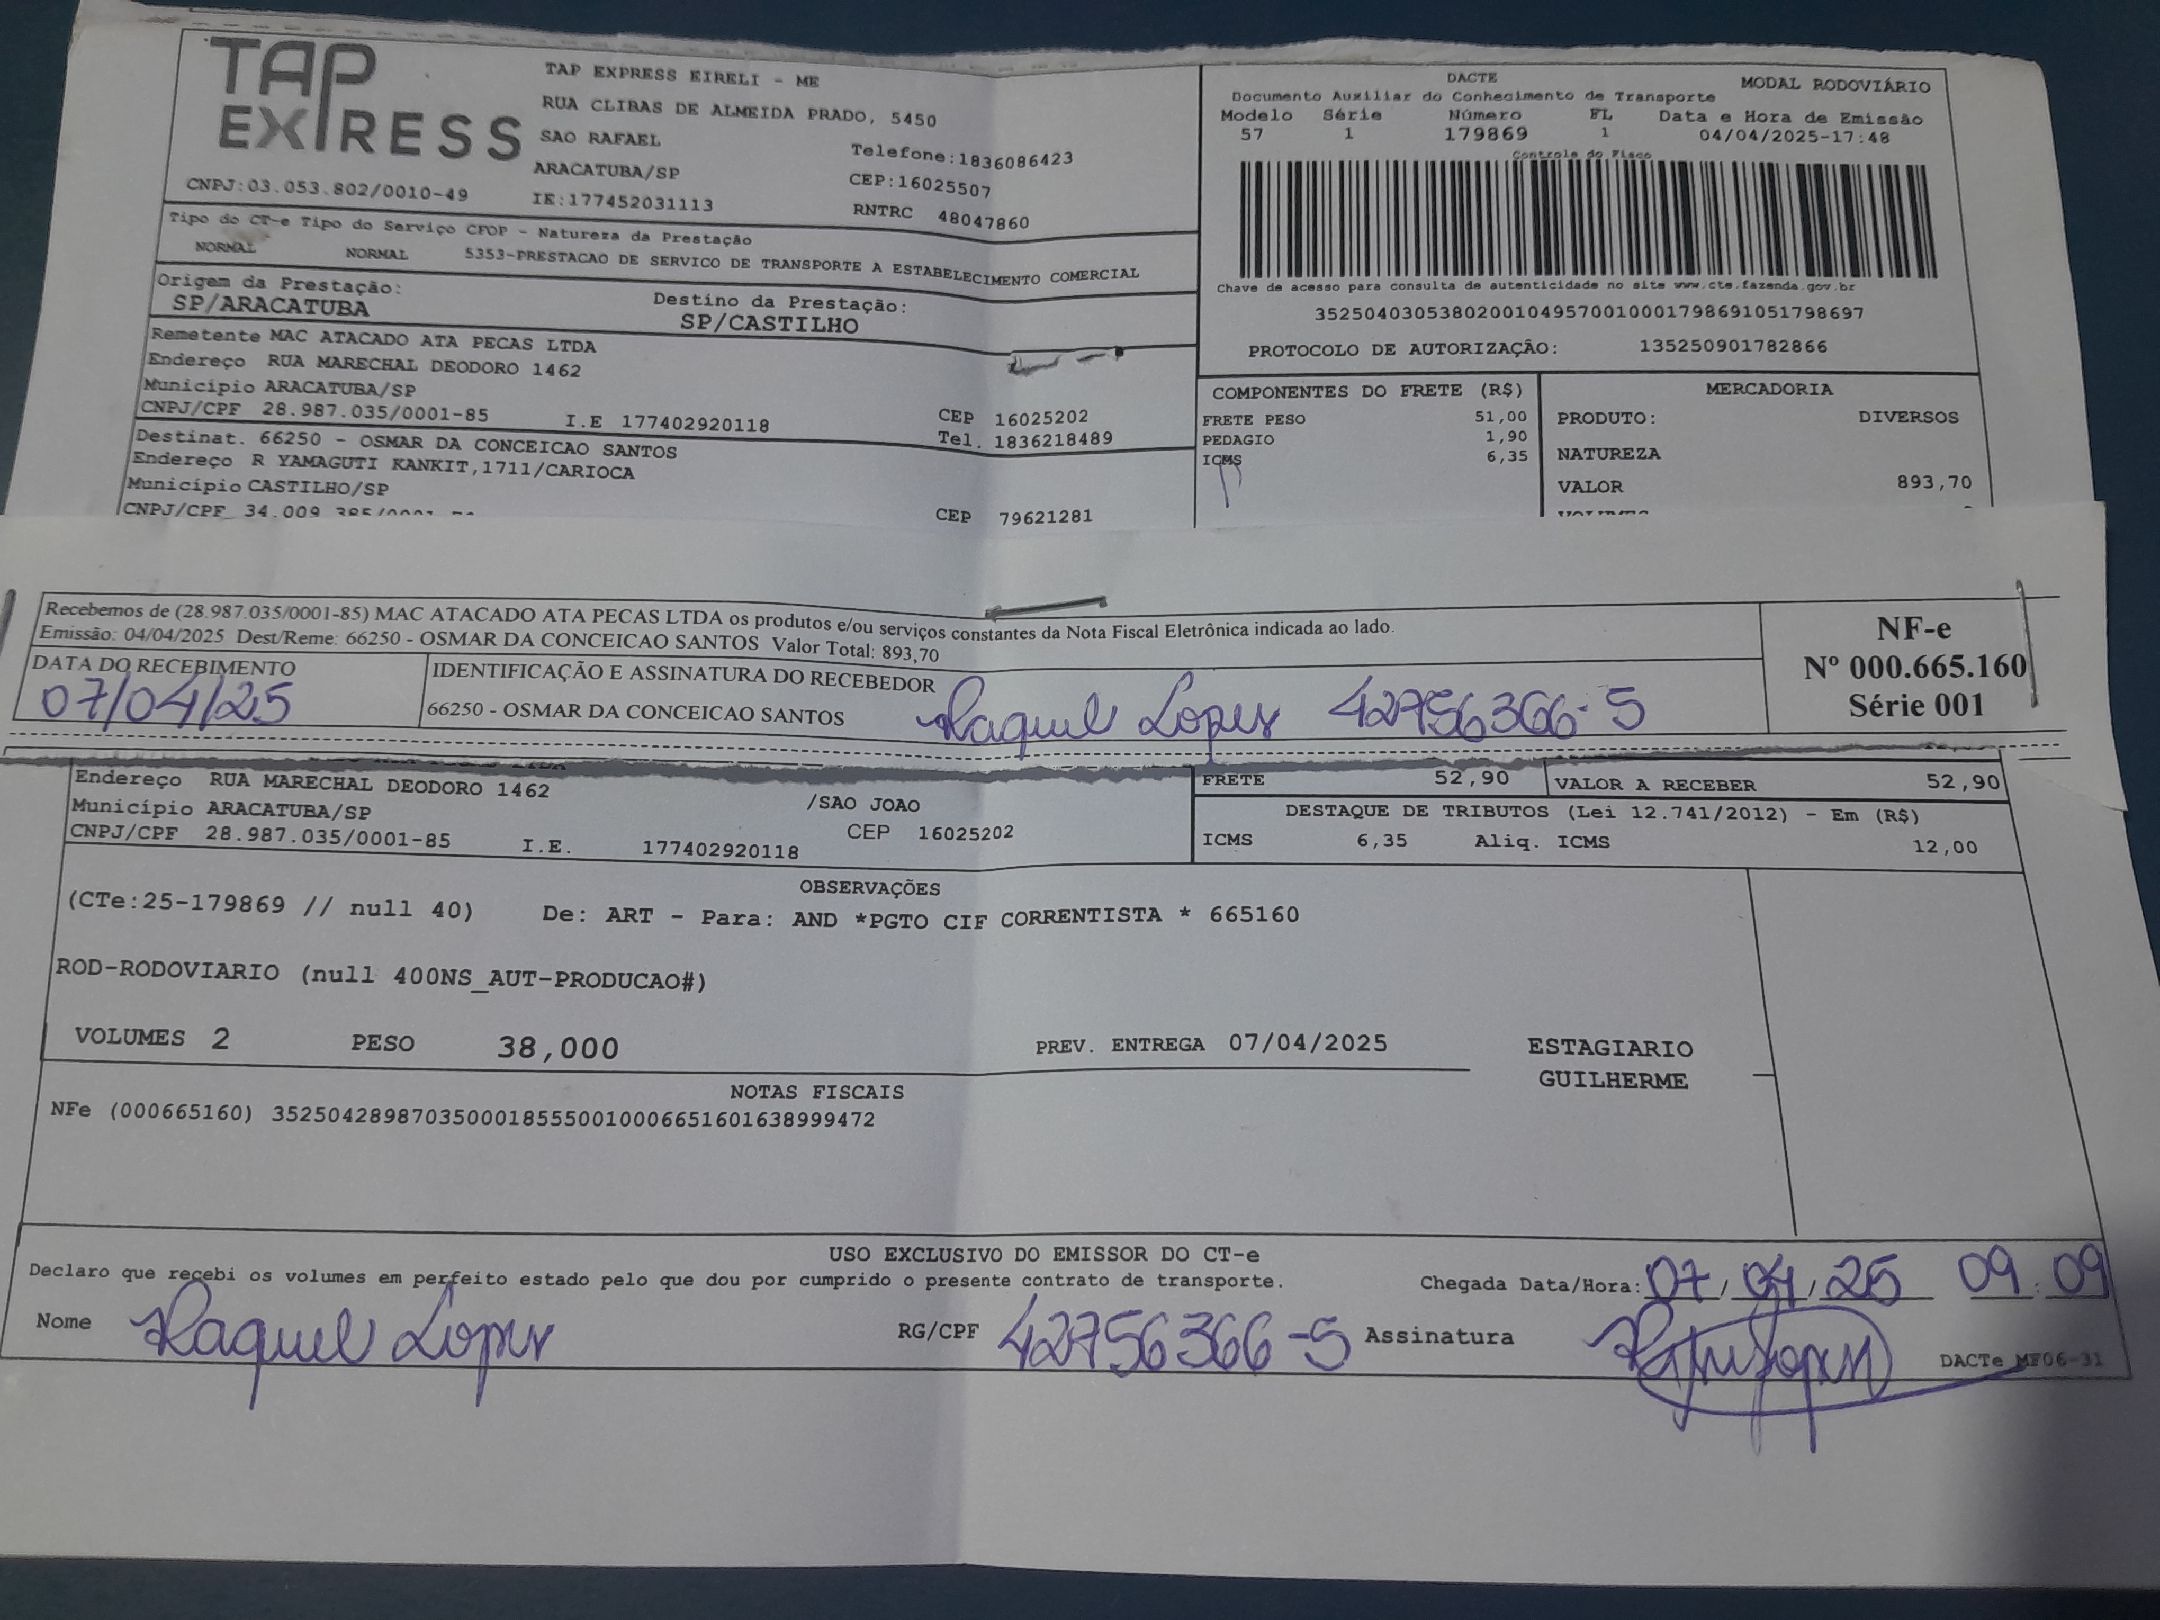 TAP EXPRESS
TAP EXPRESS EIRELI - ME
RUA CLIBAS DE ALMEIDA PRADO, 5450
SAO RAFAEL
ARACATUBA/SP
Telefone:1836086423
CEP:16025507
CNPJ:03.053.802/0010-49 IE:177452031113 RNTRC 48047860
Tipo do CT-e Tipo do Serviço CFOP - Natureza da Prestação
NORMAL NORMAL 5353-PRESTACAO DE SERVICO DE TRANSPORTE A ESTABELECIMENTO COMERCIAL
Origem da Prestação: Destino da Prestação:
SP/ARACATUBA SP/CASTILHO
Remetente MAC ATACADO ATA PECAS LTDA
Endereço RUA MARECHAL DEODORO 1462
Município ARACATUBA/SP CEP 16025202
CNPJ/CPF 28.987.035/0001-85 I.E 177402920118 Tel. 1836218489
Destinat. 66250 - OSMAR DA CONCEICAO SANTOS
Endereço R YAMAGUTI KANKIT,1711/CARIOCA
Município CASTILHO/SP
CNPJ/CPF 34.009 CEP 79621281
DACTE MODAL RODOVIÁRIO
Documento Auxiliar do Conhecimento de Transporte
Modelo Série Número FL Data e Hora de Emissão
57 1 179869 1 04/04/2025-17:48
Controle do Fisco
Chave de acesso para consulta de autenticidade no site www.cte.fazenda.gov.br
35250403053802001049570010001798691051798697
PROTOCOLO DE AUTORIZAÇÃO: 135250901782866
COMPONENTES DO FRETE (R$)
FRETE PESO 51,00
PEDAGIO 1,90
ICMS 6,35
MERCADORIA
PRODUTO: DIVERSOS
NATUREZA
VALOR 893,70
Recebemos de (28.987.035/0001-85) MAC ATACADO ATA PECAS LTDA os produtos e/ou serviços constantes da Nota Fiscal Eletrônica indicada ao lado.
Emissão: 04/04/2025 Dest/Reme: 66250 - OSMAR DA CONCEICAO SANTOS Valor Total: 893,70
DATA DO RECEBIMENTO IDENTIFICAÇÃO E ASSINATURA DO RECEBEDOR
07/04/25 66250 - OSMAR DA CONCEICAO SANTOS Raquel Lopes 42756366-5
NF-e
Nº 000.665.160
Série 001
Endereço RUA MARECHAL DEODORO 1462 /SAO JOAO
Município ARACATUBA/SP CEP 16025202
CNPJ/CPF 28.987.035/0001-85 I.E. 177402920118
FRETE 52,90 VALOR A RECEBER 52,90
DESTAQUE DE TRIBUTOS (Lei 12.741/2012) - Em (R$)
ICMS 6,35 Aliq. ICMS 12,00
OBSERVAÇÕES
(CTe:25-179869 // null 40) De: ART - Para: AND *PGTO CIF CORRENTISTA * 665160
ROD-RODOVIARIO (null 400NS_AUT-PRODUCAO#)
VOLUMES 2 PESO 38,000 PREV. ENTREGA 07/04/2025 ESTAGIARIO
GUILHERME
NOTAS FISCAIS
NFe (000665160) 35250428987035000185550010006651601638999472
USO EXCLUSIVO DO EMISSOR DO CT-e
Declaro que recebi os volumes em perfeito estado pelo que dou por cumprido o presente contrato de transporte. Chegada Data/Hora: 07/04/25 09:09
Nome Raquel Lopes RG/CPF 42756366-5 Assinatura
DACTe MF06-31